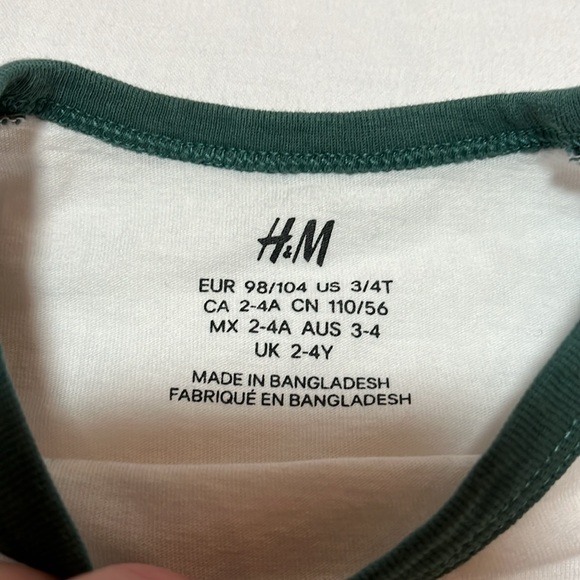 H&M
EUR 98/104 US 3/4T
CA 2-4A CN 110/56
MX 2-4A AUS 3-4
UK 2-4Y
MADE IN BANGLADESH
FABRIQUÉ EN BANGLADESH